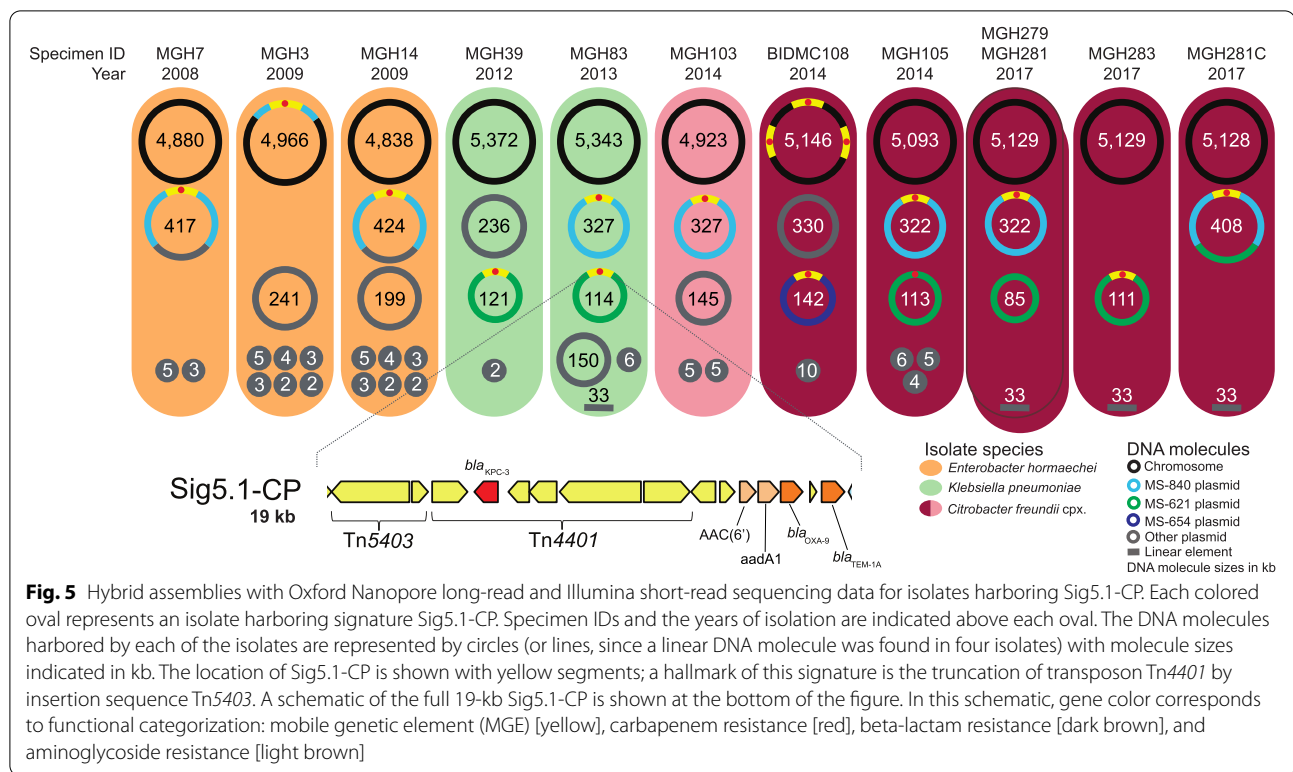 MGH279
Specimen ID MGH7 MGH3 MGH14 MGH39 MGH83 MGH103 BIDMC108 MGH105 MGH281 MGH283 MGH281C
Year 2008 2009 2009 2012 2013 2014 2014 2014 2017 2017 2017
4,880 4,966 4,838 5,372 5,343 4,923 5,146 5,093 5,129 5,129 5,128
417 424 236 327 327 330 322 322 408
241 199 121 114 145 142 113 85 111
5 3 5 4 3 5 4 3 2 150 6 5 5 10 6 5
3 2 2 3 2 2 4
33 33 33 33
Isolate species
Enterobacter hormaechei
Klebsiella pneumoniae
Citrobacter freundii cpx.
DNA molecules
Chromosome
MS-840 plasmid
MS-621 plasmid
MS-654 plasmid
Other plasmid
Linear element
DNA molecule sizes in kb
Sig5.1-CP
19 kb
blaKPC-3
Tn5403 Tn4401
AAC(6')
aadA1
blaOXA-9
blaTEM-1A
Fig. 5 Hybrid assemblies with Oxford Nanopore long-read and Illumina short-read sequencing data for isolates harboring Sig5.1-CP. Each colored
oval represents an isolate harboring signature Sig5.1-CP. Specimen IDs and the years of isolation are indicated above each oval. The DNA molecules
harbored by each of the isolates are represented by circles (or lines, since a linear DNA molecule was found in four isolates) with molecule sizes
indicated in kb. The location of Sig5.1-CP is shown with yellow segments; a hallmark of this signature is the truncation of transposon Tn4401 by
insertion sequence Tn5403. A schematic of the full 19-kb Sig5.1-CP is shown at the bottom of the figure. In this schematic, gene color corresponds
to functional categorization: mobile genetic element (MGE) [yellow], carbapenem resistance [red], beta-lactam resistance [dark brown], and
aminoglycoside resistance [light brown]